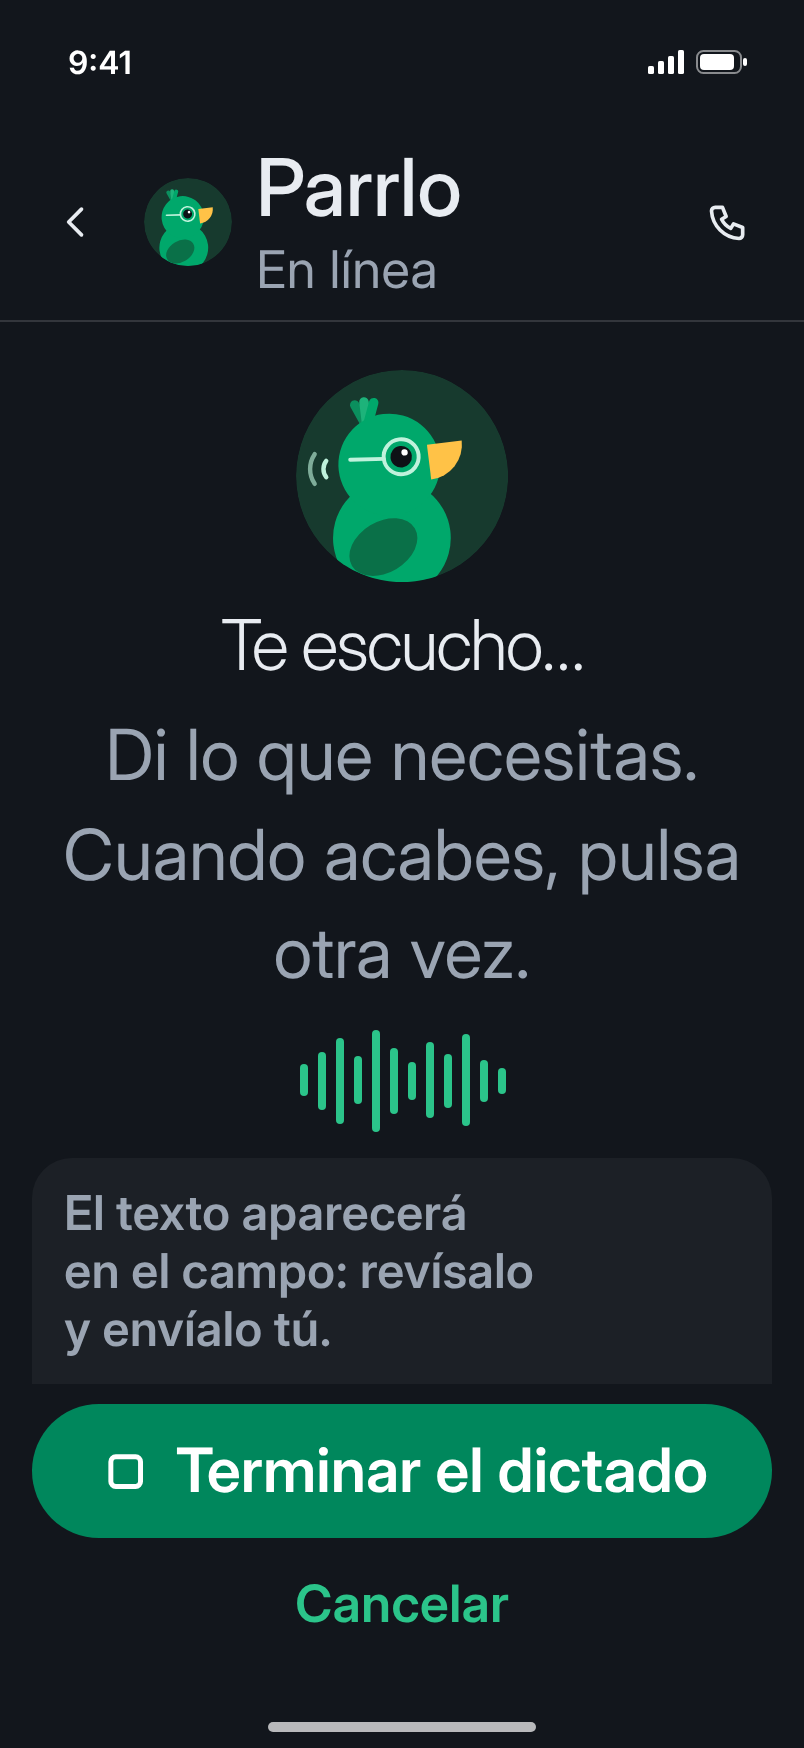 9:41
Parrlo
En línea
Te escucho...
Di lo que necesitas.
Cuando acabes, pulsa
otra vez.
El texto aparecerá
en el campo: revísalo
y envíalo tú.
Terminar el dictado
Cancelar